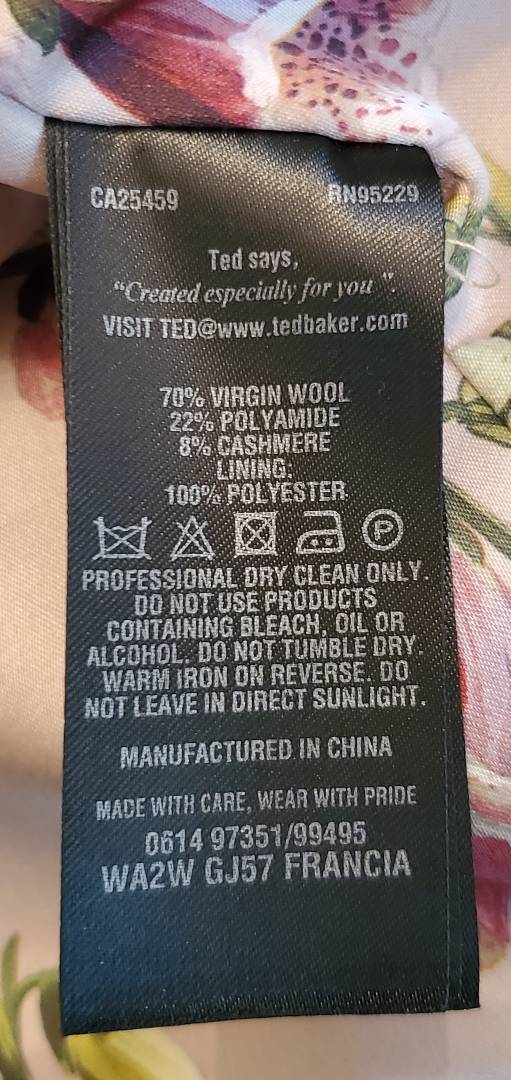 CA25459 RN95229
Ted says,
“Created especially for you ”.
VISIT TED@www.tedbaker.com
70% VIRGIN WOOL
22% POLYAMIDE
8% CASHMERE
LINING:
100% POLYESTER
P
PROFESSIONAL DRY CLEAN ONLY.
DO NOT USE PRODUCTS
CONTAINING BLEACH, OIL OR
ALCOHOL. DO NOT TUMBLE DRY.
WARM IRON ON REVERSE. DO
NOT LEAVE IN DIRECT SUNLIGHT.
MANUFACTURED IN CHINA
MADE WITH CARE, WEAR WITH PRIDE
0614 97351/99495
WA2W GJ57 FRANCIA